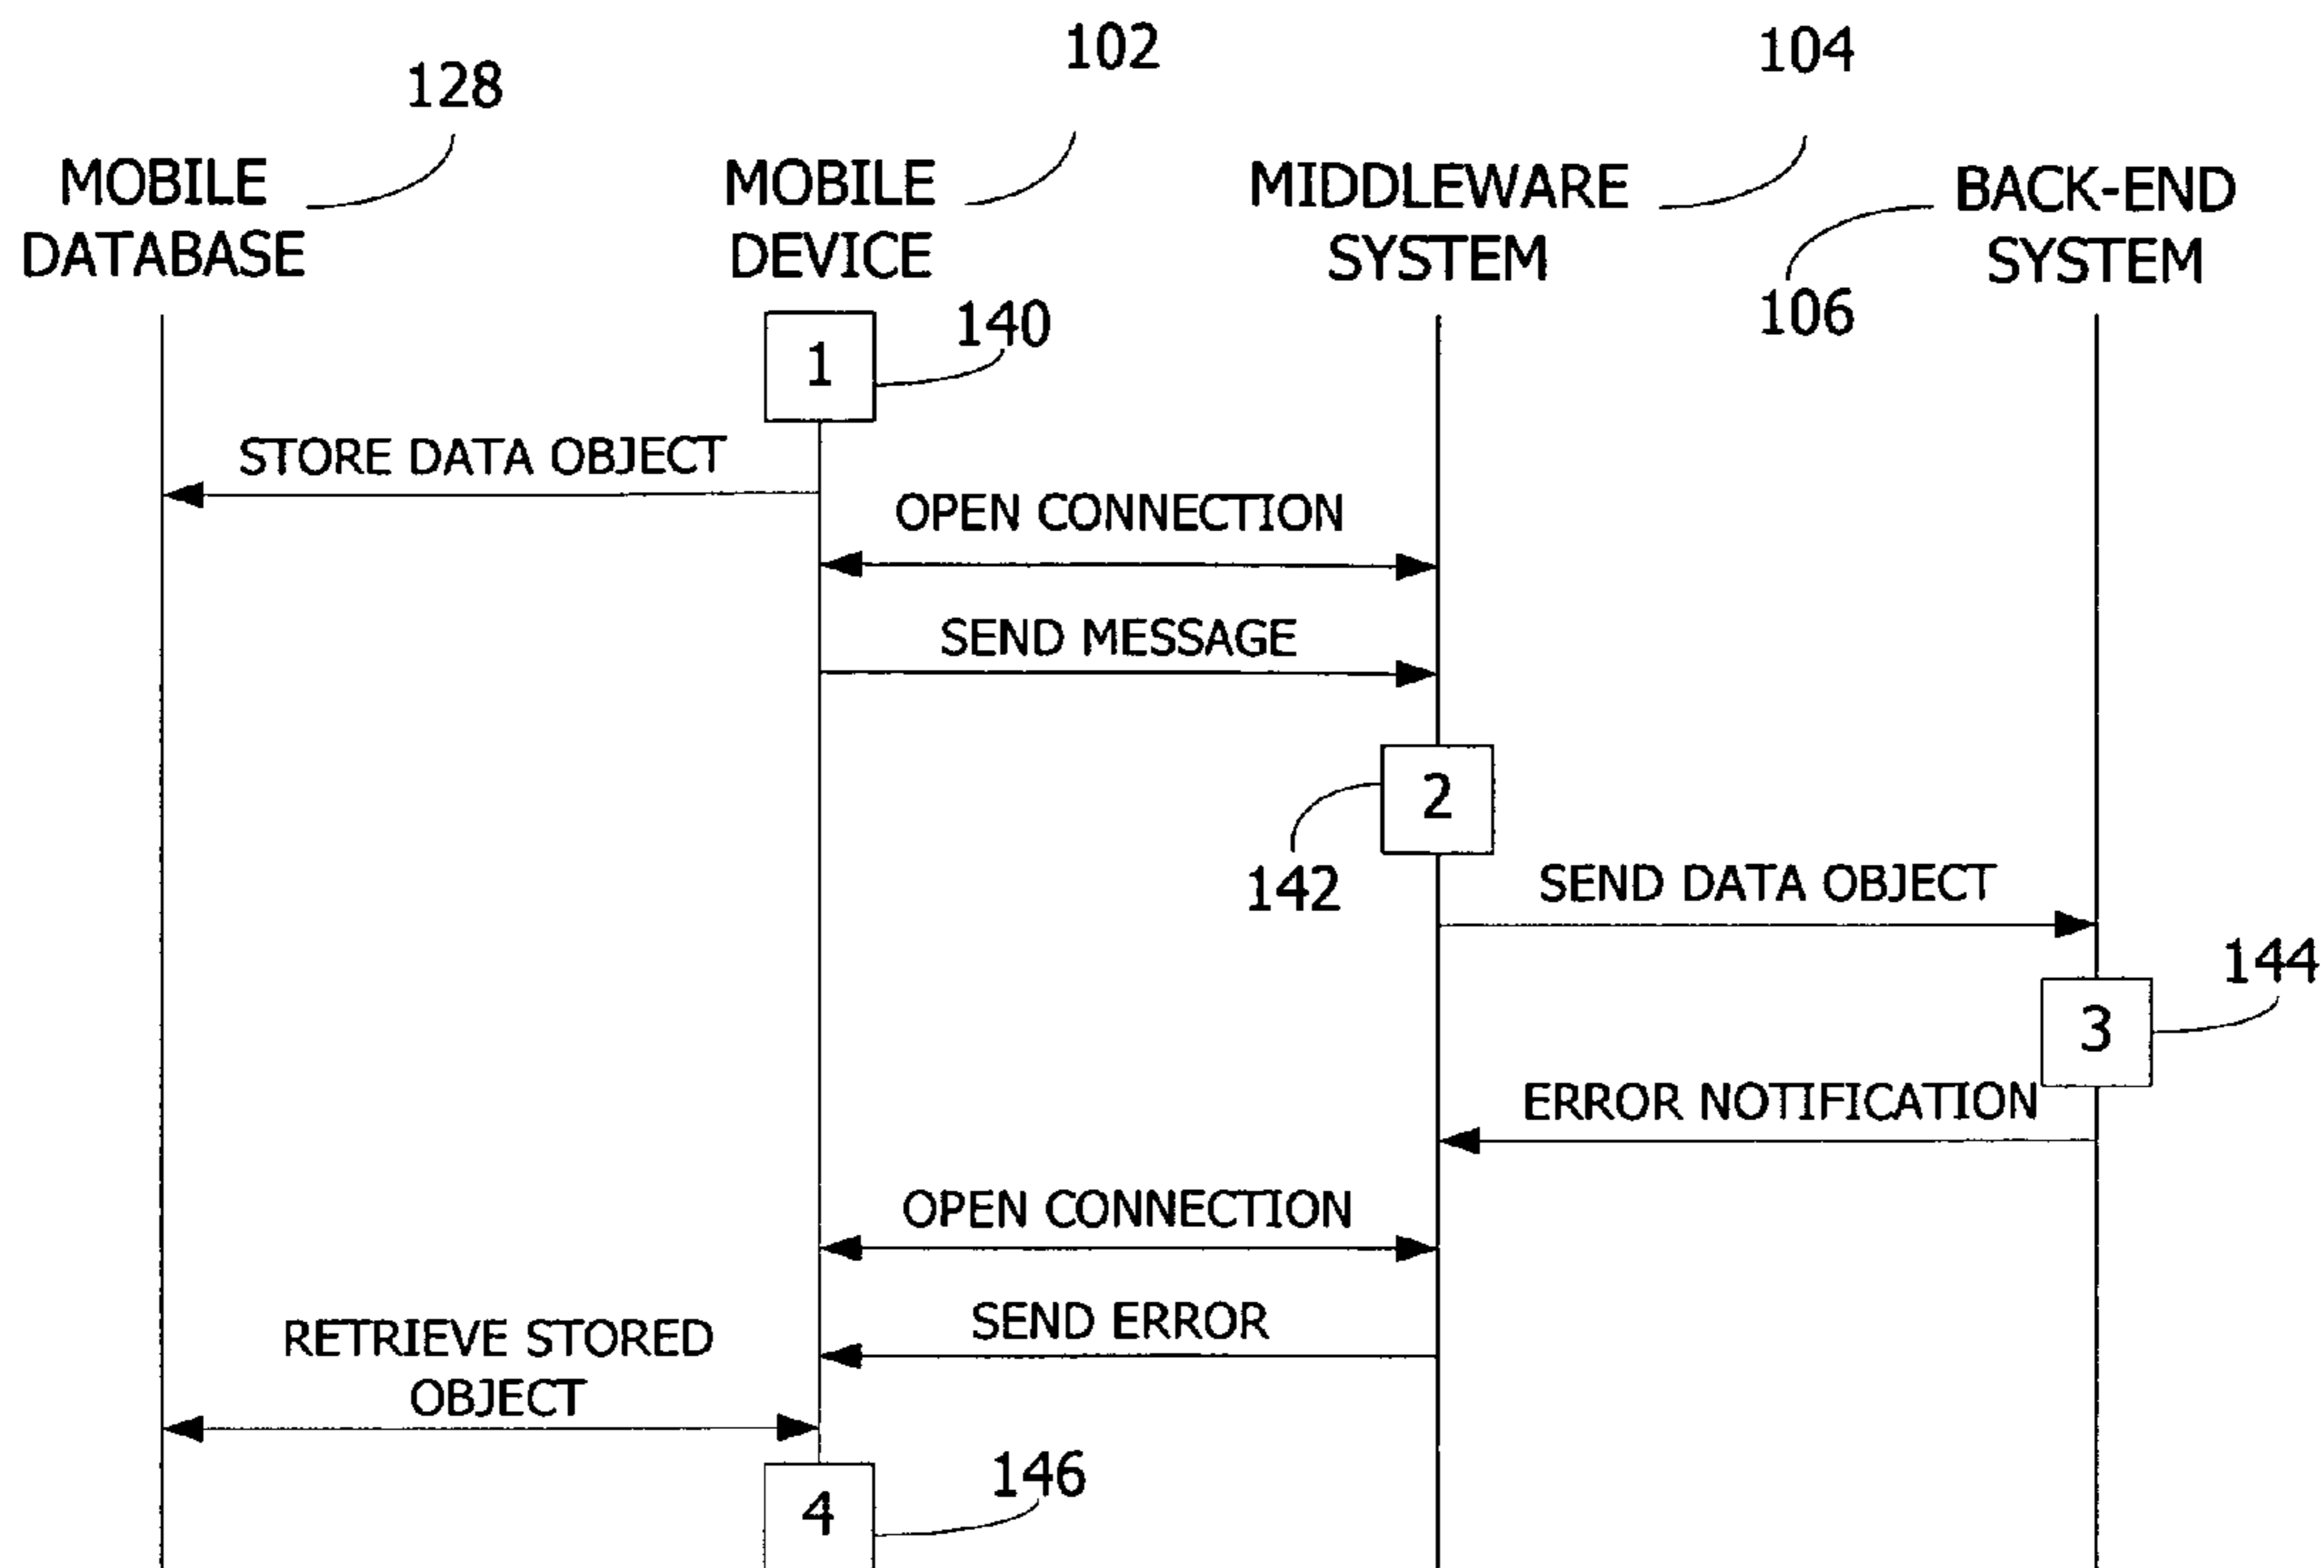 128
102
104
MOBILE
DATABASE
MOBILE
DEVICE
MIDDLEWARE
SYSTEM
BACK-END
SYSTEM
106
1
140
STORE DATA OBJECT
OPEN CONNECTION
SEND MESSAGE
2
142
SEND DATA OBJECT
144
3
ERROR NOTIFICATION
OPEN CONNECTION
SEND ERROR
RETRIEVE STORED
OBJECT
146
4